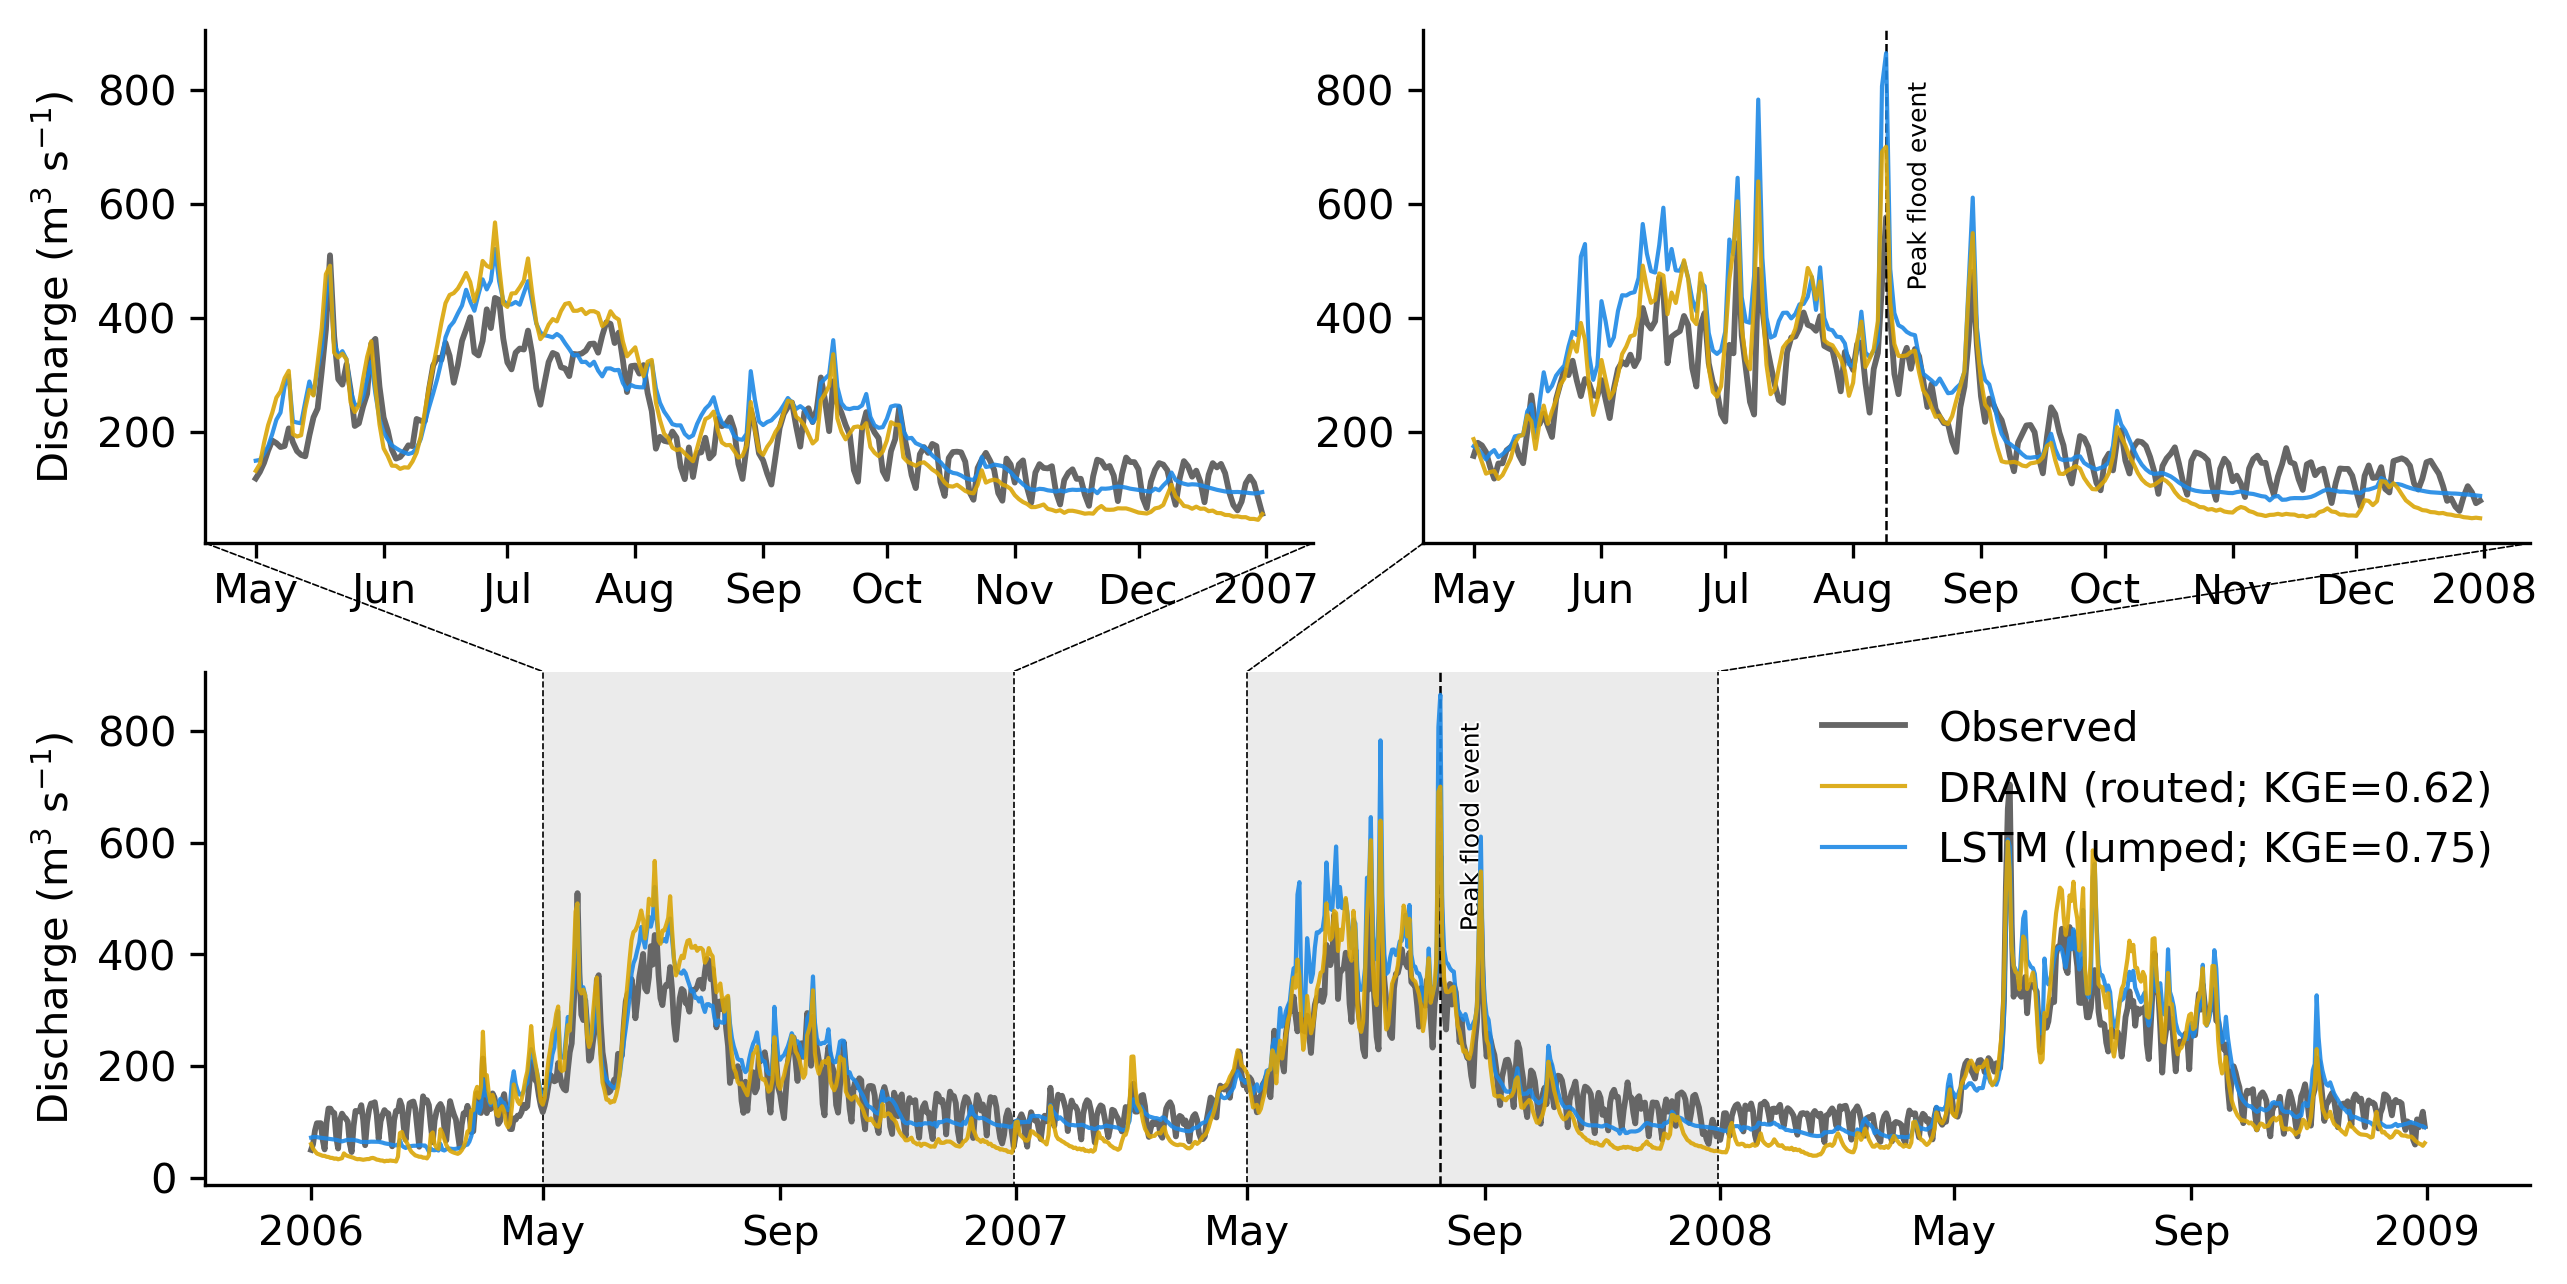 Discharge (m³ s⁻¹)
800
600
400
200
May Jun Jul Aug Sep Oct Nov Dec 2007
800
600
400
200
Peak flood event
May Jun Jul Aug Sep Oct Nov Dec 2008
Discharge (m³ s⁻¹)
800
600
400
200
0
Peak flood event
Observed
DRAIN (routed; KGE=0.62)
LSTM (lumped; KGE=0.75)
2006 May Sep 2007 May Sep 2008 May Sep 2009